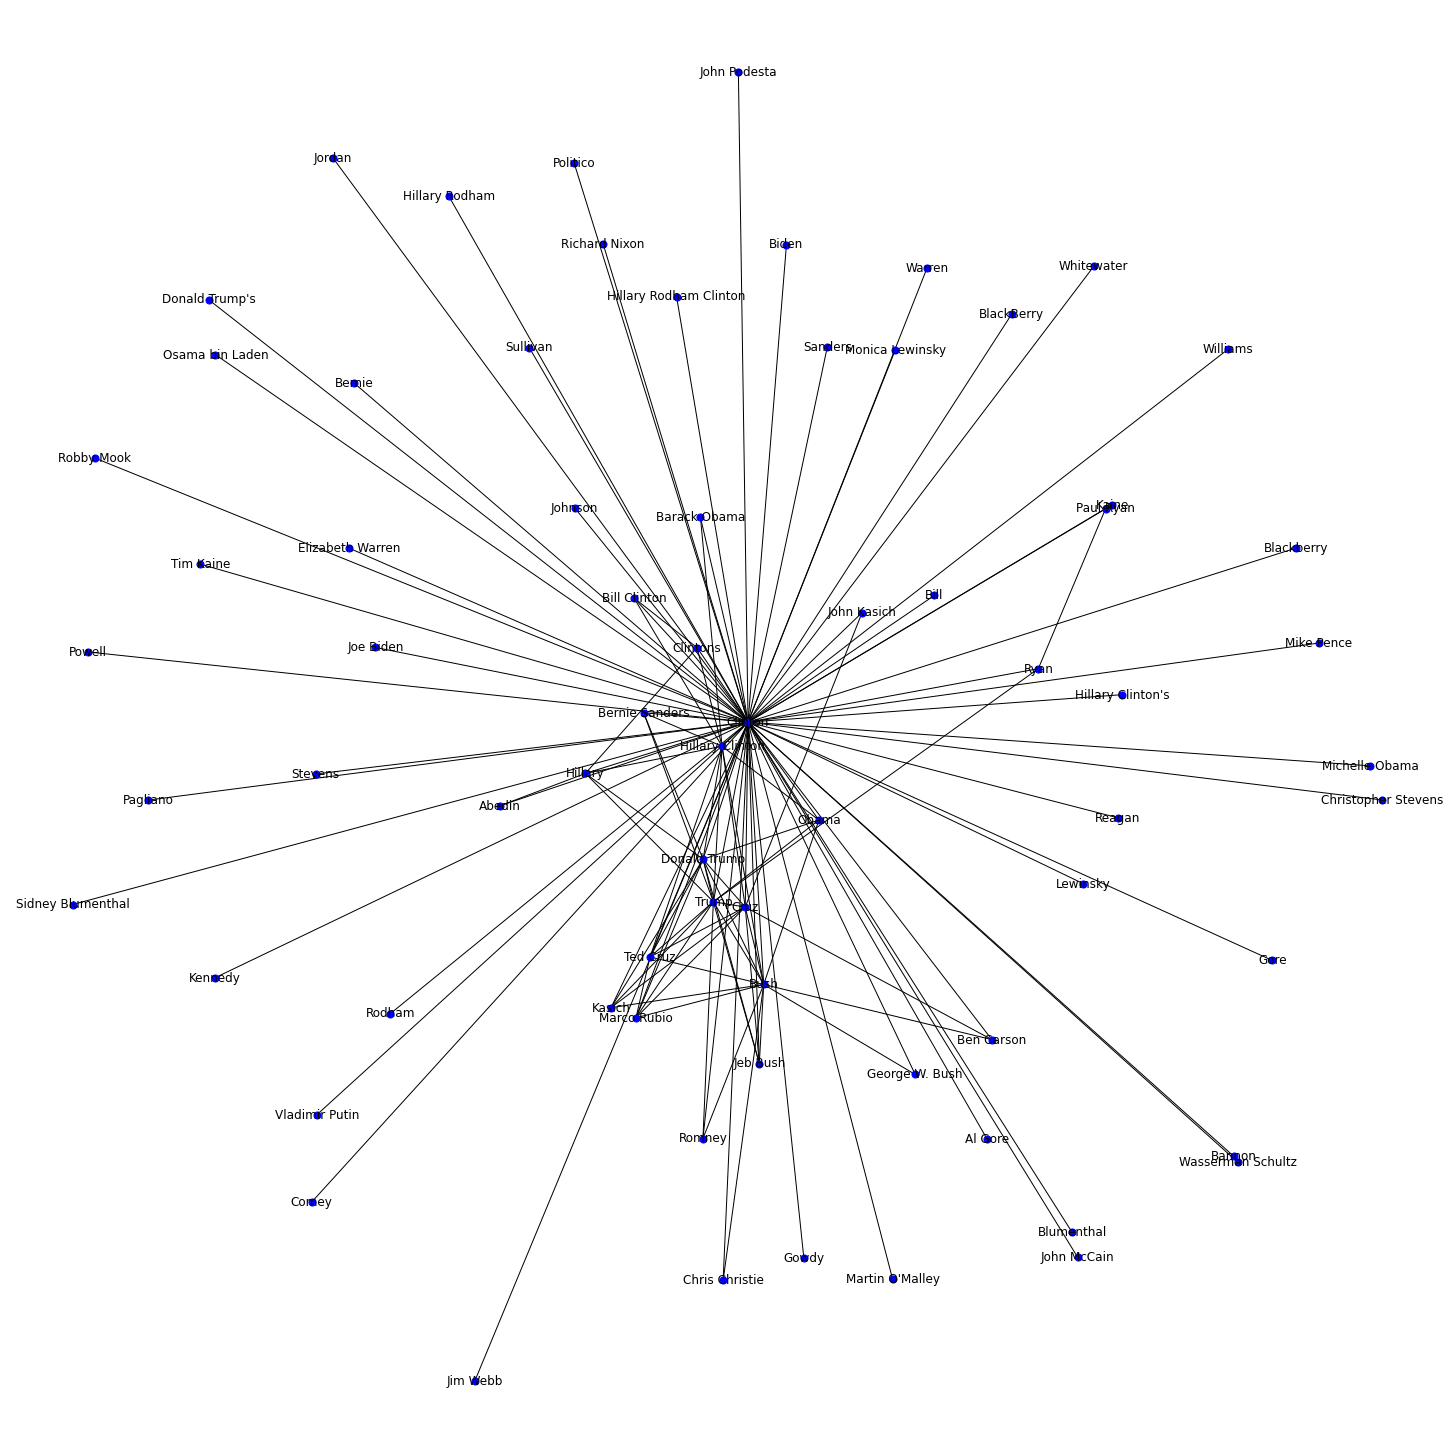 John Podesta
Jordan
Politico
Hillary Rodham
Richard Nixon
Biden
Warren
Whitewater
Donald Trump's
Hillary Rodham Clinton
BlackBerry
Osama bin Laden
Sullivan
Sanders
Monica Lewinsky
Williams
Bernie
Robby Mook
Johnson
Barack Obama
Kaine
Paul Ryan
Elizabeth Warren
Blackberry
Tim Kaine
Bill Clinton
Bill
John Kasich
Powell
Joe Biden
Clintons
Mike Pence
Ryan
Hillary Clinton's
Bernie Sanders
Clinton
Hillary Clinton
Stevens
Hillary
Michelle Obama
Pagliano
Abedin
Christopher Stevens
Obama
Reagan
Donald Trump
Lewinsky
Sidney Blumenthal
Trump
Cruz
Ted Cruz
Gore
Kennedy
Bush
Rodham
Kasich
Marco Rubio
Ben Carson
Jeb Bush
George W. Bush
Vladimir Putin
Romney
Al Gore
Bannon
Wasserman Schultz
Comey
Blumenthal
Gowdy
John McCain
Chris Christie
Martin O'Malley
Jim Webb